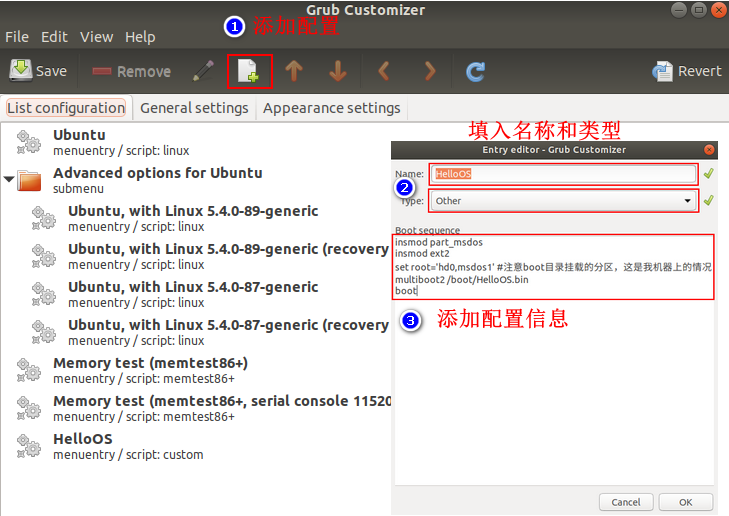 Grub Customizer
① 添加配置
File Edit View Help
Save Remove Revert
List configuration General settings Appearance settings
Ubuntu
menuentry / script: linux
Advanced options for Ubuntu
submenu
Ubuntu, with Linux 5.4.0-89-generic
menuentry / script: linux
Ubuntu, with Linux 5.4.0-89-generic (recovery
menuentry / script: linux
Ubuntu, with Linux 5.4.0-87-generic
menuentry / script: linux
Ubuntu, with Linux 5.4.0-87-generic (recovery
menuentry / script: linux
Memory test (memtest86+)
menuentry / script: memtest86+
Memory test (memtest86+, serial console 11520
menuentry / script: memtest86+
HelloOS
menuentry / script: custom
填入名称和类型
Entry editor - Grub Customizer
Name: HelloOS
②
Type: Other
Boot sequence
insmod part_msdos
insmod ext2
set root='hd0,msdos1' #注意boot目录挂载的分区，这是我机器上的情况
multiboot2 /boot/HelloOS.bin
boot
③ 添加配置信息
Cancel OK